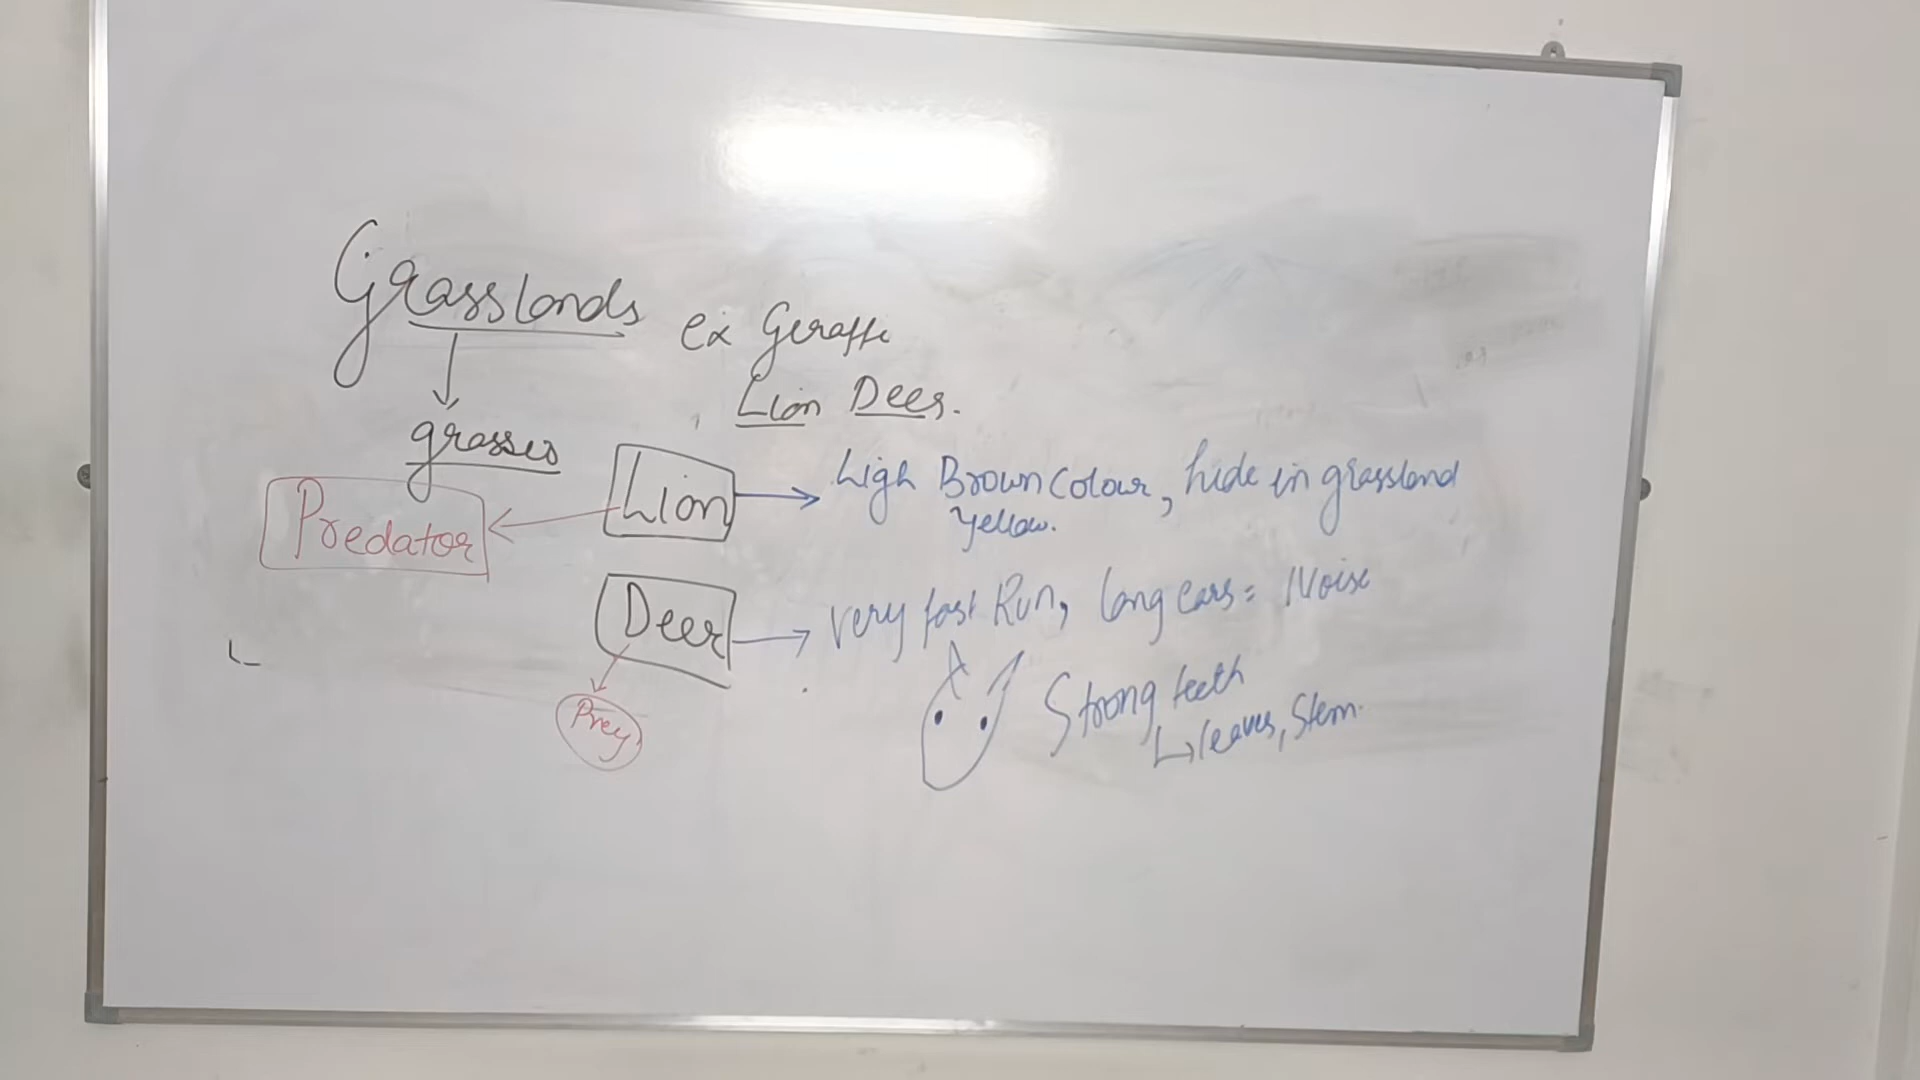 Grasslands
ex Geraffe
Lion Deer.
grasses
Lion
Ligh Brown Colour, hide in grassland
Yellow.
Predator
Deer
very fast Run, long ears = Noise
Prey
Strong teeth
leaves, Stem.